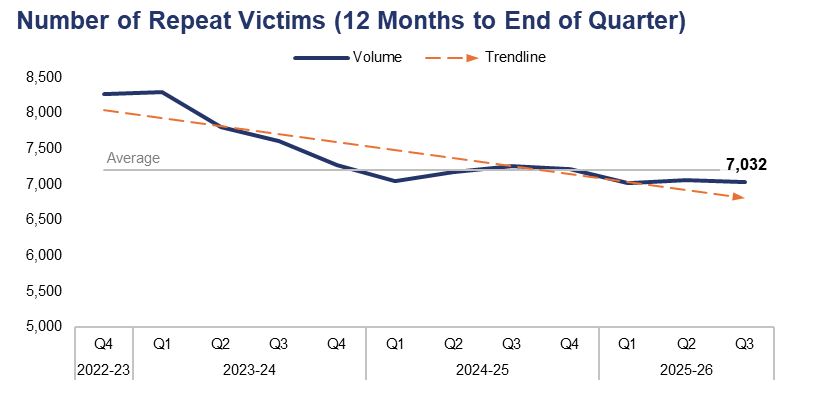 Number of Repeat Victims (12 Months to End of Quarter)
Volume Trendline
8,500
8,000
7,500
7,000
6,500
6,000
5,500
5,000
Average
7,032
Q4 Q1 Q2 Q3 Q4 Q1 Q2 Q3 Q4 Q1 Q2 Q3
2022-23 2023-24 2024-25 2025-26